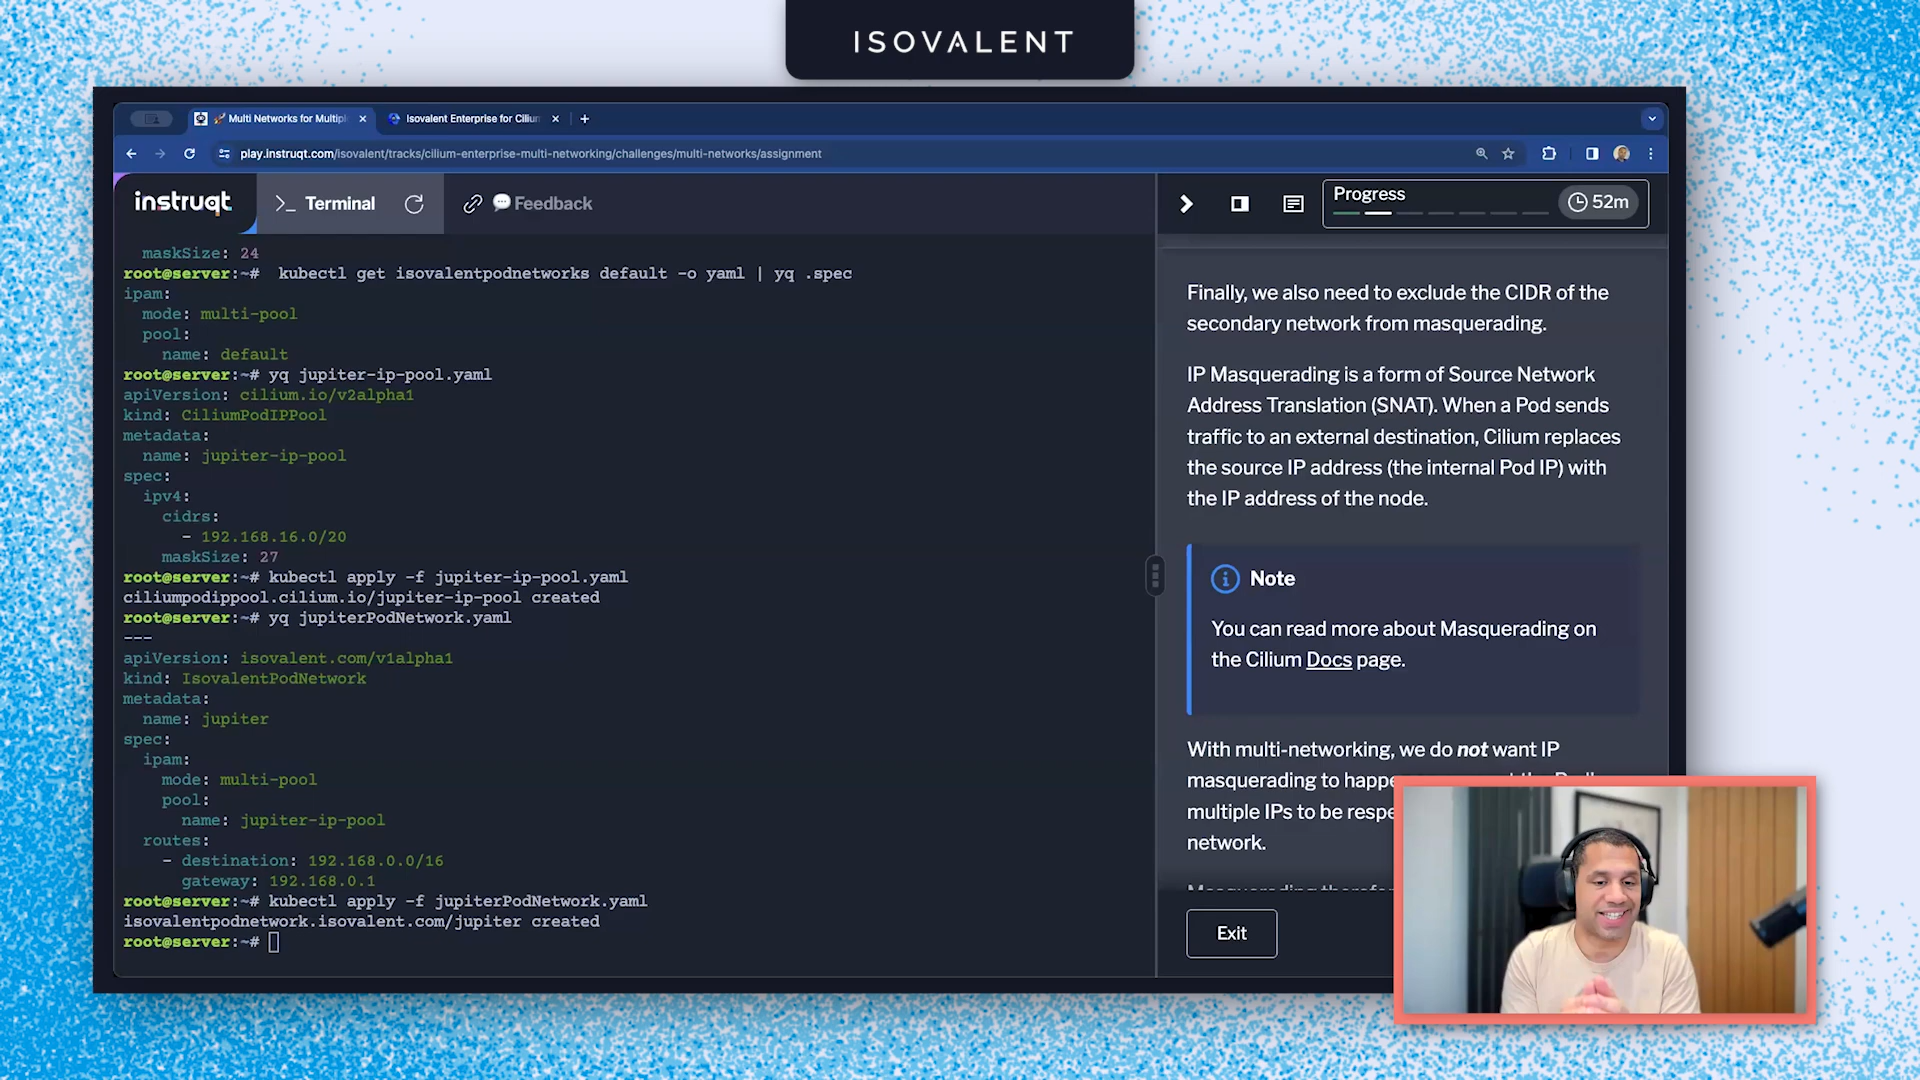 ISOVALENT
🚀 Multi Networks for Multipl
Isovalent Enterprise for Cilium
play.instruqt.com/isovalent/tracks/cilium-enterprise-multi-networking/challenges/multi-networks/assignment
instruqt
>_ Terminal
💬Feedback
Progress
52m
maskSize: 24
root@server:~#  kubectl get isovalentpodnetworks default -o yaml | yq .spec
ipam:
  mode: multi-pool
  pool:
    name: default
root@server:~# yq jupiter-ip-pool.yaml
apiVersion: cilium.io/v2alpha1
kind: CiliumPodIPPool
metadata:
  name: jupiter-ip-pool
spec:
  ipv4:
    cidrs:
      - 192.168.16.0/20
    maskSize: 27
root@server:~# kubectl apply -f jupiter-ip-pool.yaml
ciliumpodippool.cilium.io/jupiter-ip-pool created
root@server:~# yq jupiterPodNetwork.yaml
---
apiVersion: isovalent.com/v1alpha1
kind: IsovalentPodNetwork
metadata:
  name: jupiter
spec:
  ipam:
    mode: multi-pool
    pool:
      name: jupiter-ip-pool
  routes:
    - destination: 192.168.0.0/16
      gateway: 192.168.0.1
root@server:~# kubectl apply -f jupiterPodNetwork.yaml
isovalentpodnetwork.isovalent.com/jupiter created
root@server:~#
Finally, we also need to exclude the CIDR of the
secondary network from masquerading.
IP Masquerading is a form of Source Network
Address Translation (SNAT). When a Pod sends
traffic to an external destination, Cilium replaces
the source IP address (the internal Pod IP) with
the IP address of the node.
Note
You can read more about Masquerading on
the Cilium Docs page.
With multi-networking, we do not want IP
masquerading to happe
multiple IPs to be respe
network.
Exit